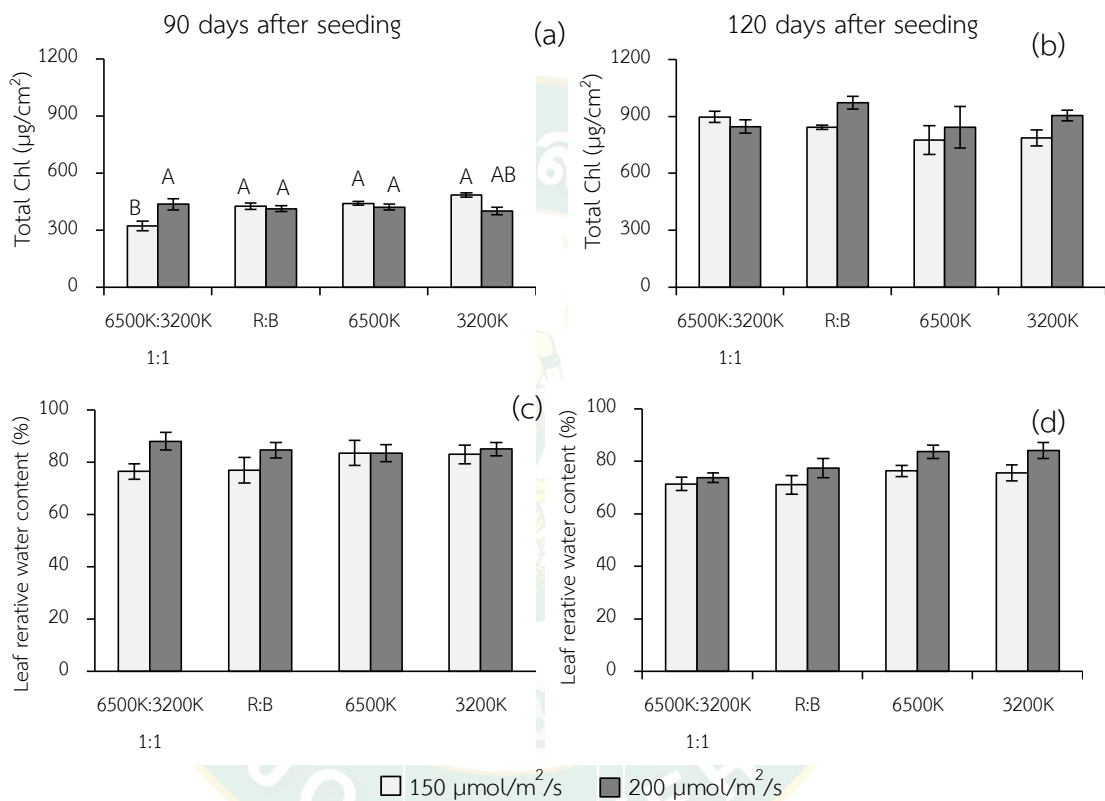 90 days after seeding
120 days after seeding
(a)
Total Chl (µg/cm²)
1200
900
600
300
0
B
A
A
A
A
A
A
AB
6500K:3200K
R:B
6500K
3200K
1:1
(b)
Total Chl (µg/cm²)
1200
900
600
300
0
6500K:3200K
R:B
6500K
3200K
1:1
(c)
Leaf rerative water content (%)
100
80
60
40
20
0
6500K:3200K
R:B
6500K
3200K
1:1
(d)
Leaf rerative water content (%)
100
80
60
40
20
0
6500K:3200K
R:B
6500K
3200K
1:1
150 µmol/m²/s
200 µmol/m²/s